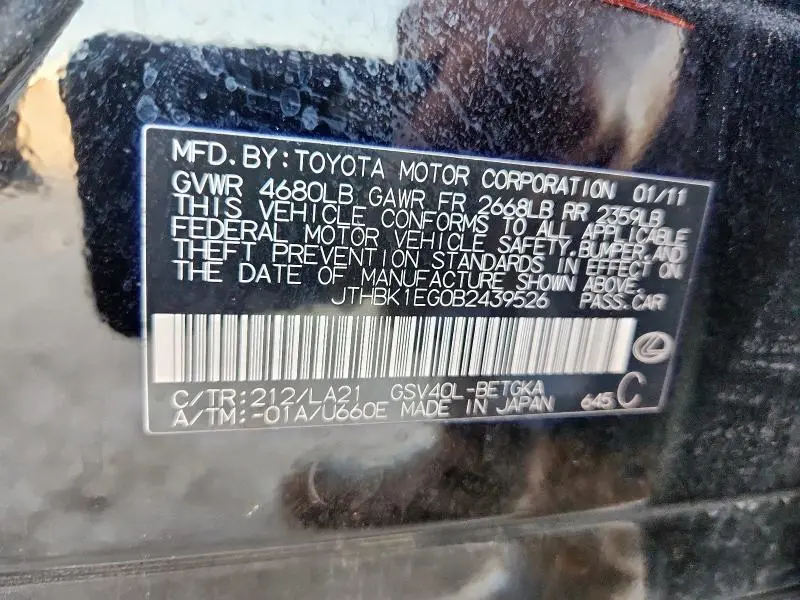 MFD. BY: TOYOTA MOTOR CORPORATION 01/11
GVWR 4680LB GAWR FR 2668LB RR 2359LB
THIS VEHICLE CONFORMS TO ALL APPLICABLE
FEDERAL MOTOR VEHICLE SAFETY, BUMPER, AND
THEFT PREVENTION STANDARDS IN EFFECT ON
THE DATE OF MANUFACTURE SHOWN ABOVE.
JTHBK1EG0B2439526 PASS. CAR
C/TR: 212/LA21 GSV40L-BETGKA
A/TM: -01A/U660E MADE IN JAPAN 645 C